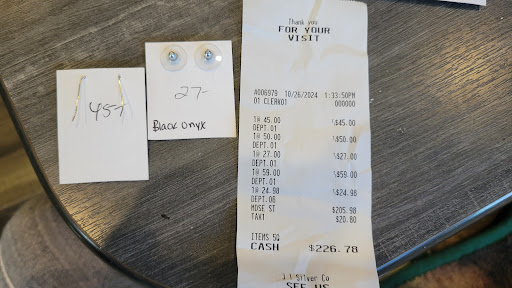 45-
27-
Black onyx
Thank you
FOR YOUR
VISIT
A006979 10/26/2024 1:33:50PM
01 CLERK01 000000
1@ 45.00 $45.00
DEPT.01
1@ 50.00 $50.00
DEPT.01
1@ 27.00 $27.00
DEPT.01
1@ 59.00 $59.00
DEPT.01
1@ 24.98 $24.98
DEPT.06
MDSE ST $205.98
TAX1 $20.80
ITEMS 5Q
CASH $226.78
Silver Co
SEE US